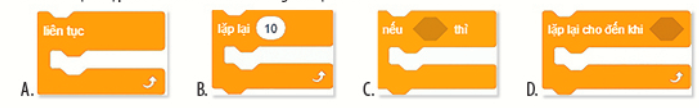 liên tục
lặp lại 10
nếu thì
lặp lại cho đến khi
A. B. C. D.